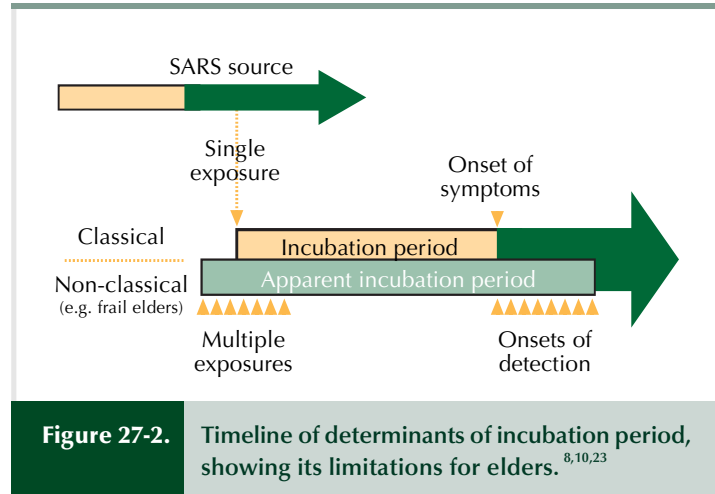 SARS source
Single
exposure
Onset of
symptoms
Classical
Incubation period
Non-classical
(e.g. frail elders)
Apparent incubation period
Multiple
exposures
Onsets of
detection
Figure 27-2.
Timeline of determinants of incubation period,
showing its limitations for elders. 8,10,23